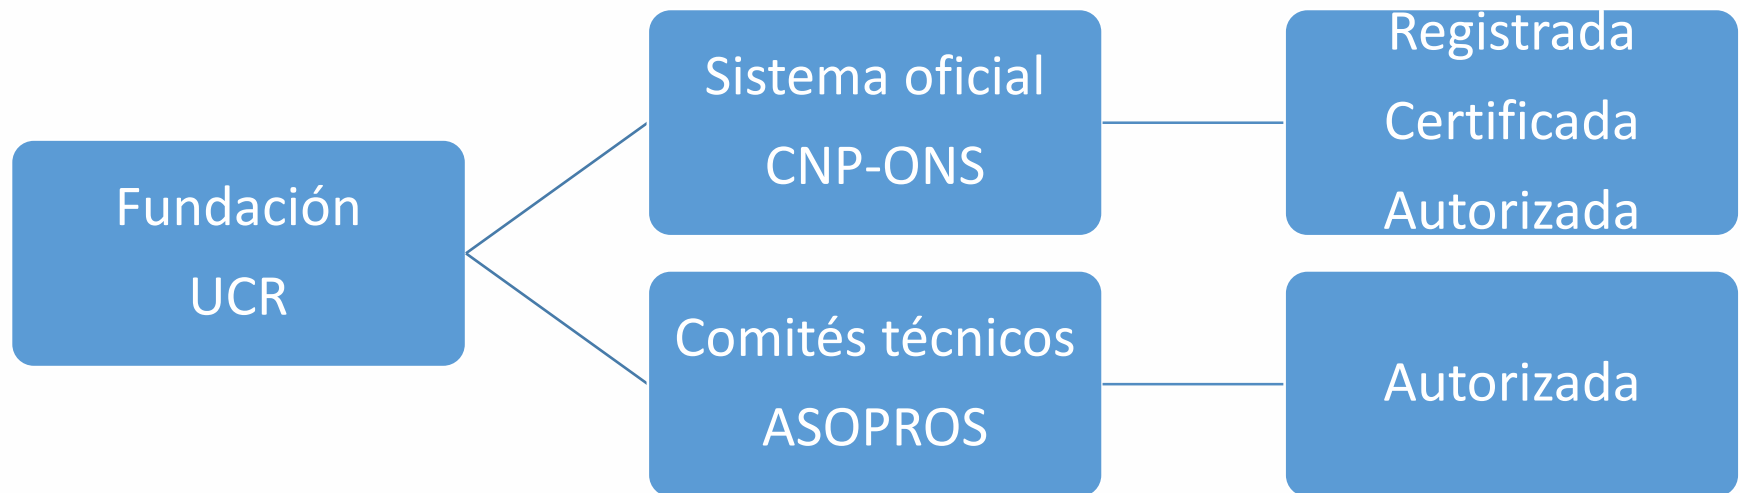 Fundación
UCR
Sistema oficial
CNP-ONS
Registrada
Certificada
Autorizada
Comités técnicos
ASOPROS
Autorizada